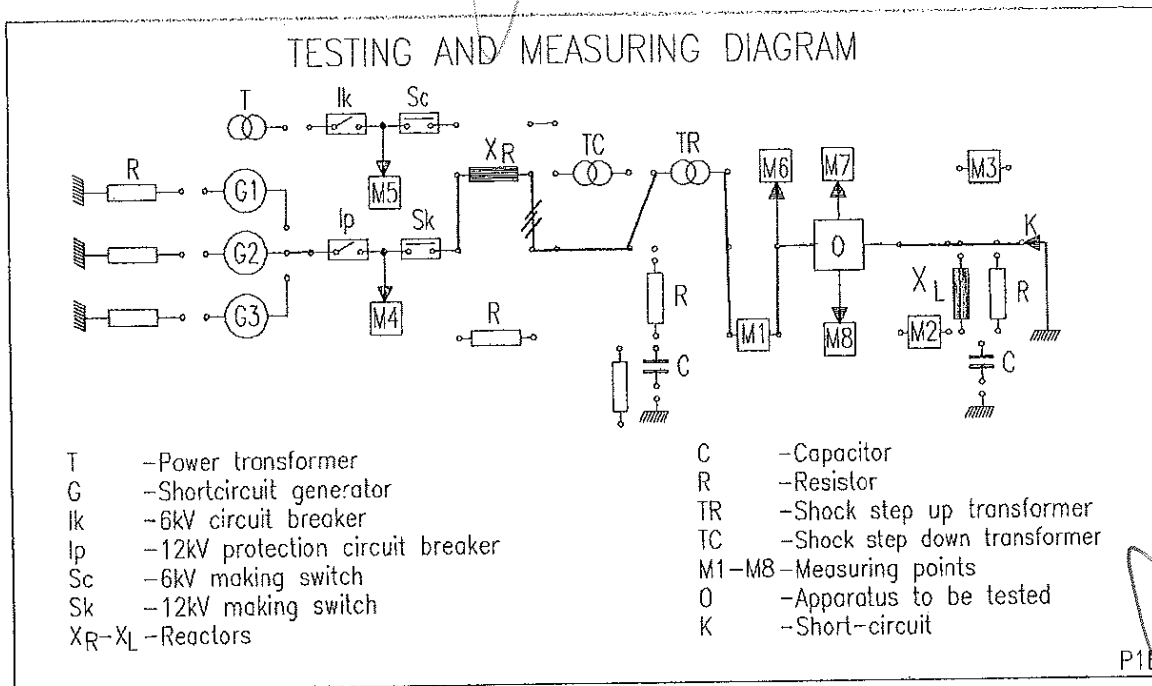 TESTING AND MEASURING DIAGRAM
T Ik Sc
R G1 M5 XR TC TR M6 M7 M3
G2 Ip Sk O K
G3 M4 R R M1 M8 M2 XL R
C C
T -Power transformer
G -Shortcircuit generator
Ik -6kV circuit breaker
Ip -12kV protection circuit breaker
Sc -6kV making switch
Sk -12kV making switch
XR-XL-Reactors
C -Capacitor
R -Resistor
TR -Shock step up transformer
TC -Shock step down transformer
M1-M8-Measuring points
O -Apparatus to be tested
K -Short-circuit